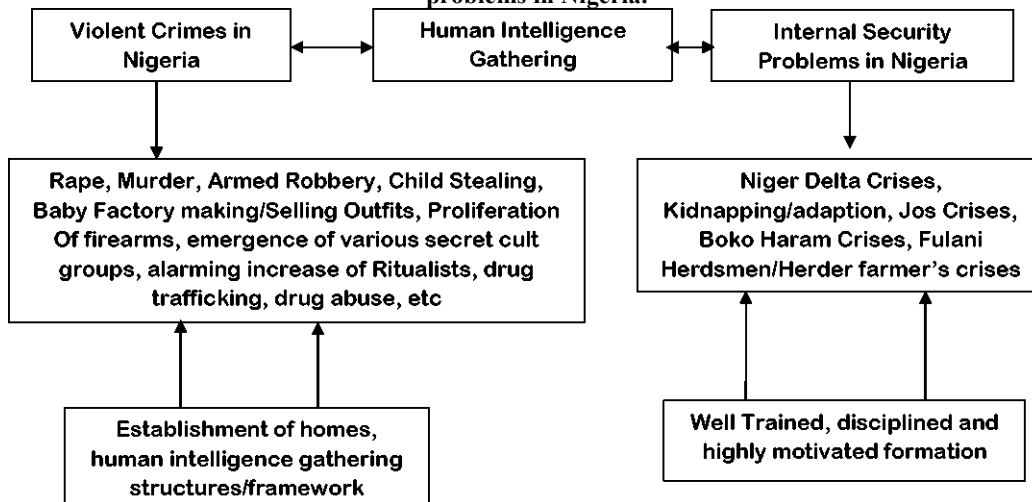 problems in Nigeria.
Violent Crimes in
Nigeria
Human Intelligence
Gathering
Internal Security
Problems in Nigeria
Rape, Murder, Armed Robbery, Child Stealing,
Baby Factory making/Selling Outfits, Proliferation
Of firearms, emergence of various secret cult
groups, alarming increase of Ritualists, drug
trafficking, drug abuse, etc
Niger Delta Crises,
Kidnapping/adaption, Jos Crises,
Boko Haram Crises, Fulani
Herdsmen/Herder farmer's crises
Establishment of homes,
human intelligence gathering
structures/framework
Well Trained, disciplined and
highly motivated formation